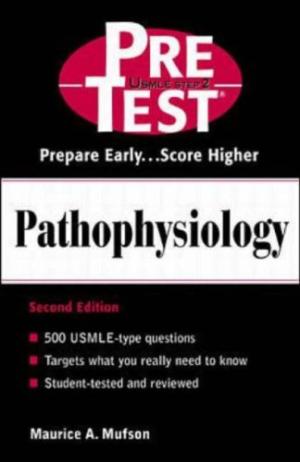 PRE
USMLE STEP 2
TEST®
Prepare Early...Score Higher
Pathophysiology
Second Edition
500 USMLE-type questions
Targets what you really need to know
Student-tested and reviewed
Maurice A. Mufson